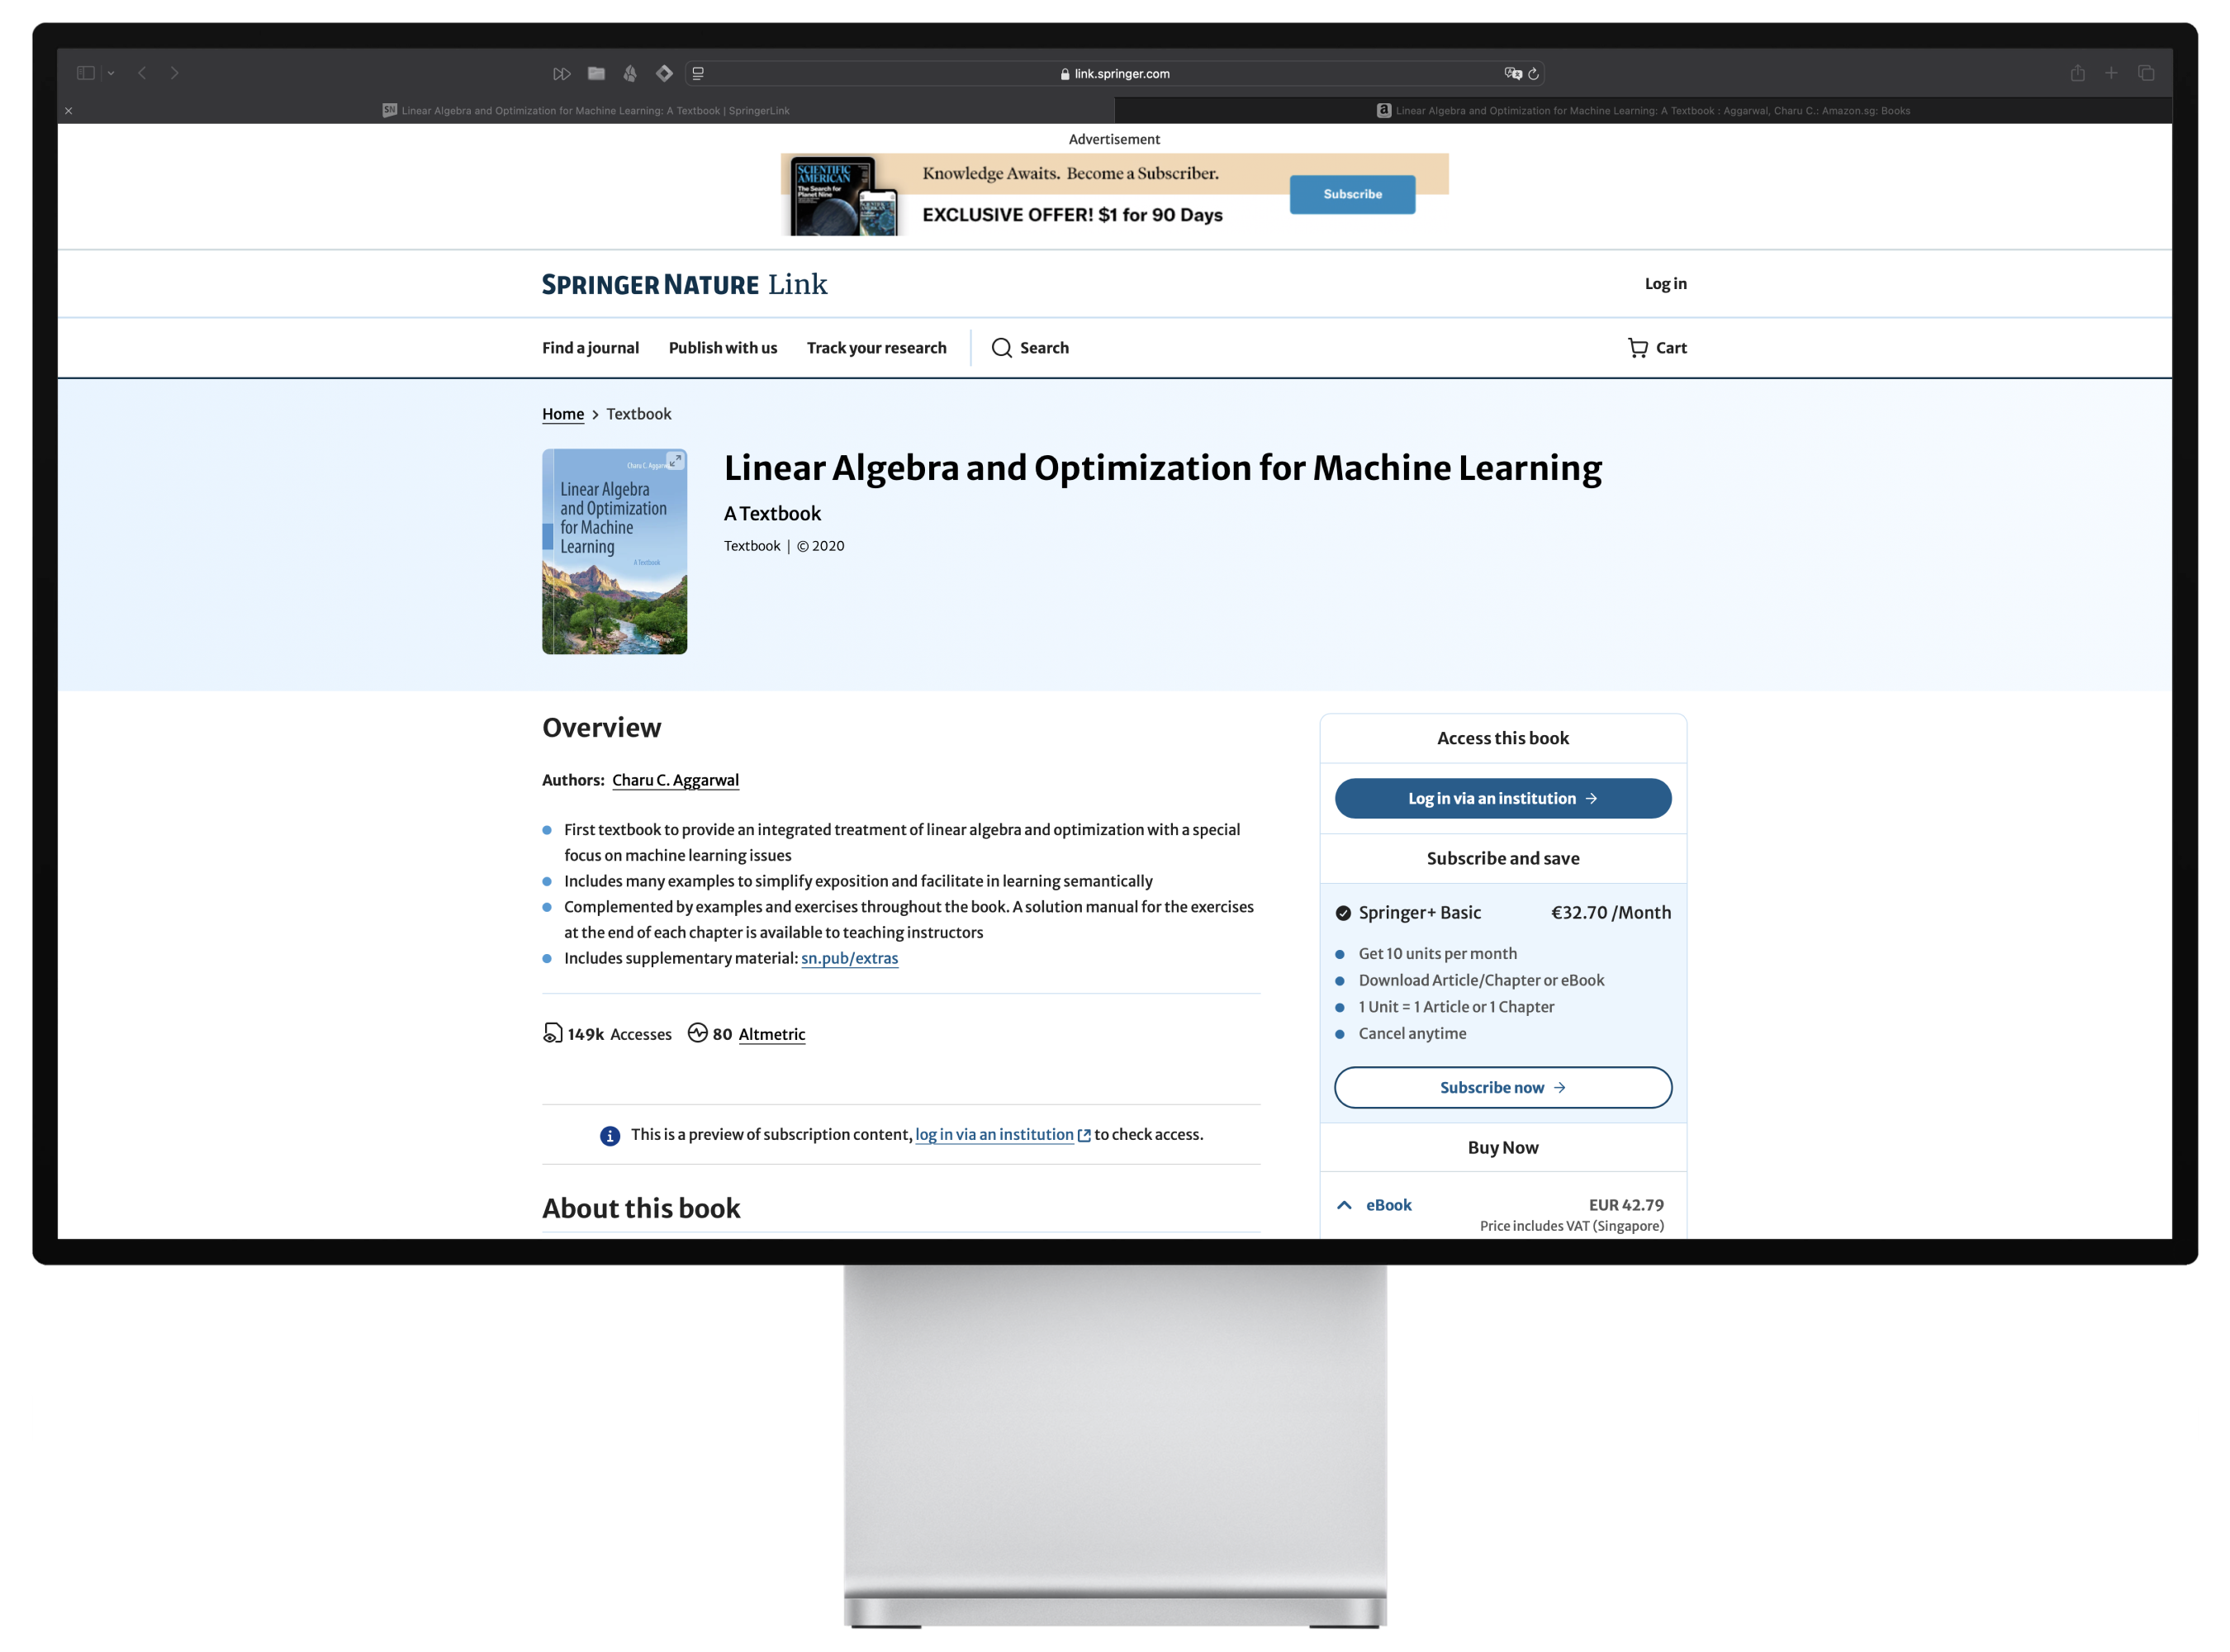 link.springer.com
Linear Algebra and Optimization for Machine Learning: A Textbook | SpringerLink
Linear Algebra and Optimization for Machine Learning: A Textbook : Aggarwal, Charu C.: Amazon.sg: Books
Advertisement
SCIENTIFIC
AMERICAN
The Search for
Planet Nine
Knowledge Awaits. Become a Subscriber.
EXCLUSIVE OFFER! $1 for 90 Days
Subscribe
SPRINGER NATURE Link
Log in
Find a journal
Publish with us
Track your research
Search
Cart
Home > Textbook
Charu C.
Linear Algebra
and Optimization
for Machine
Learning
A Textbook
Linear Algebra and Optimization for Machine Learning
A Textbook
Textbook | © 2020
Overview
Authors: Charu C. Aggarwal
First textbook to provide an integrated treatment of linear algebra and optimization with a special
focus on machine learning issues
Includes many examples to simplify exposition and facilitate in learning semantically
Complemented by examples and exercises throughout the book. A solution manual for the exercises
at the end of each chapter is available to teaching instructors
Includes supplementary material: sn.pub/extras
149k Accesses
80 Altmetric
This is a preview of subscription content, log in via an institution to check access.
About this book
Access this book
Log in via an institution →
Subscribe and save
Springer+ Basic
€32.70 /Month
Get 10 units per month
Download Article/Chapter or eBook
1 Unit = 1 Article or 1 Chapter
Cancel anytime
Subscribe now →
Buy Now
eBook
EUR 42.79
Price includes VAT (Singapore)